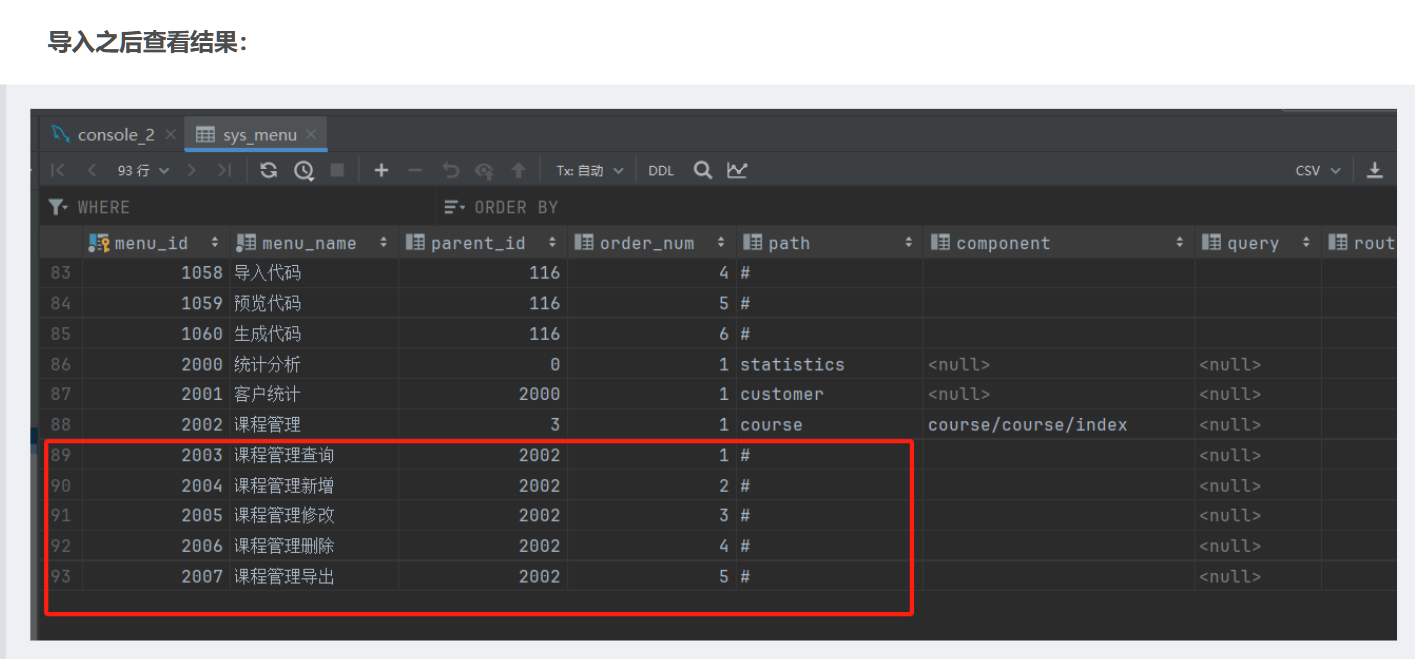 导入之后查看结果：
console_2 sys_menu
93 行 Tx: 自动 DDL CSV
WHERE ORDER BY
menu_id menu_name parent_id order_num path component query rout
83 1058 导入代码 116 4 #
84 1059 预览代码 116 5 #
85 1060 生成代码 116 6 #
86 2000 统计分析 0 1 statistics <null> <null>
87 2001 客户统计 2000 1 customer <null> <null>
88 2002 课程管理 3 1 course course/course/index <null>
89 2003 课程管理查询 2002 1 # <null>
90 2004 课程管理新增 2002 2 # <null>
91 2005 课程管理修改 2002 3 # <null>
92 2006 课程管理删除 2002 4 # <null>
93 2007 课程管理导出 2002 5 # <null>